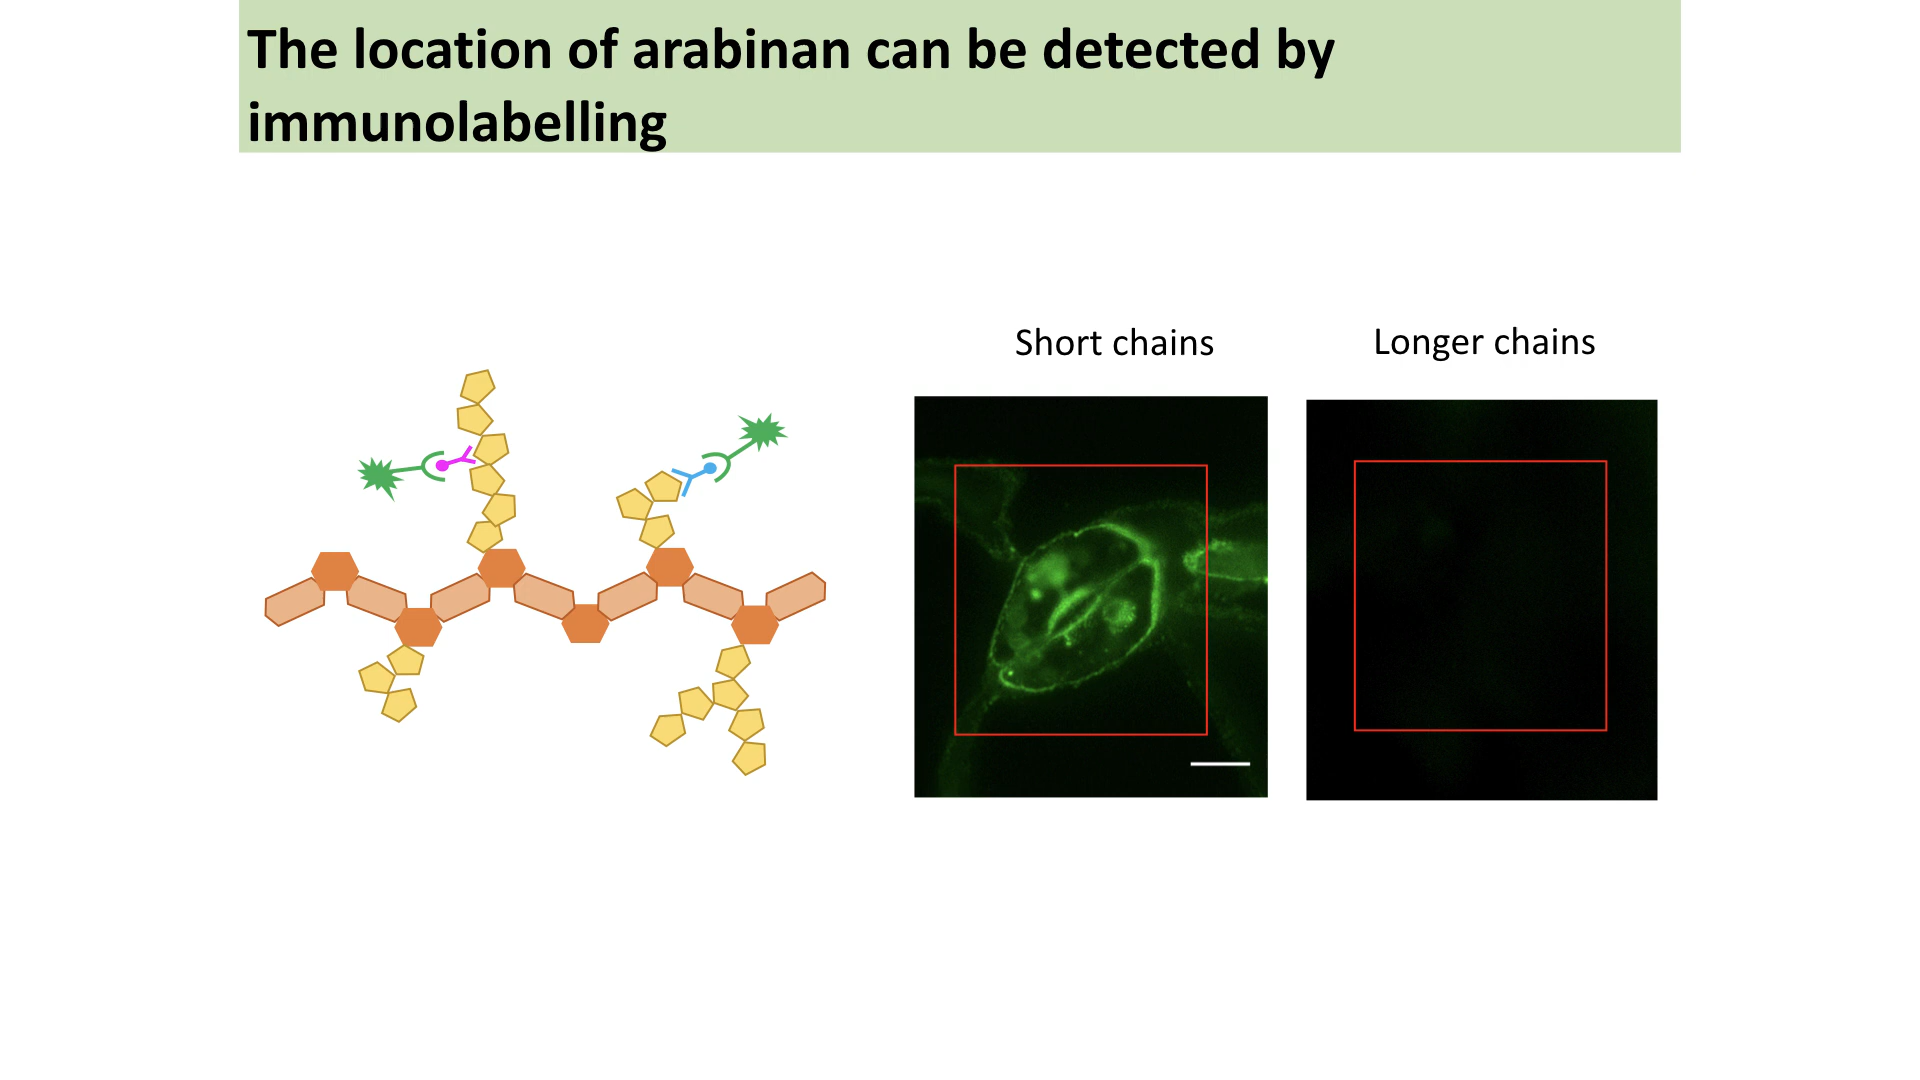 The location of arabinan can be detected by
immunolabelling
Short chains
Longer chains